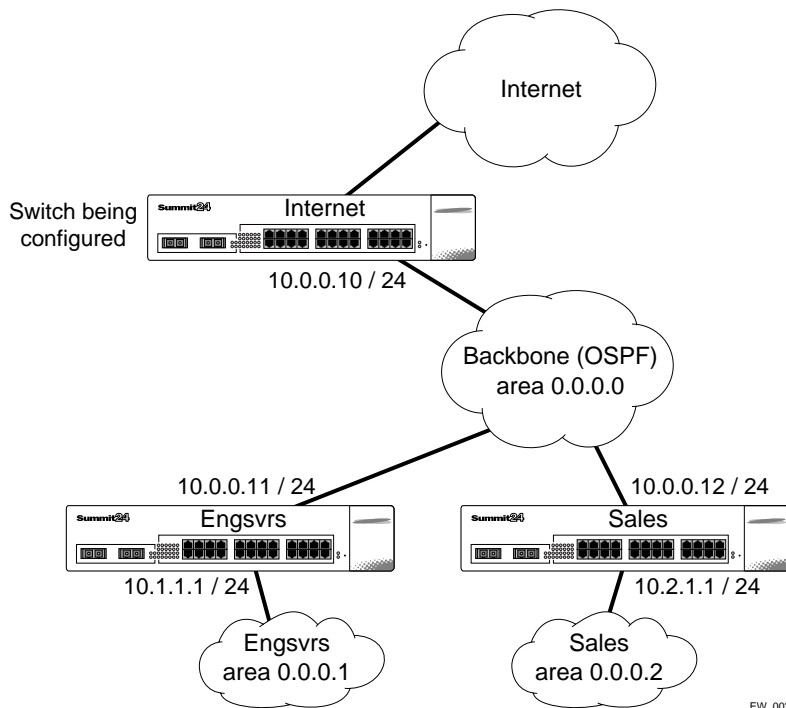 Internet
Summit24
Internet
Switch being
configured
10.0.0.10 / 24
Backbone (OSPF)
area 0.0.0.0
10.0.0.11 / 24
10.0.0.12 / 24
Summit24
Engsvrs
Summit24
Sales
10.1.1.1 / 24
10.2.1.1 / 24
Engsvrs
area 0.0.0.1
Sales
area 0.0.0.2